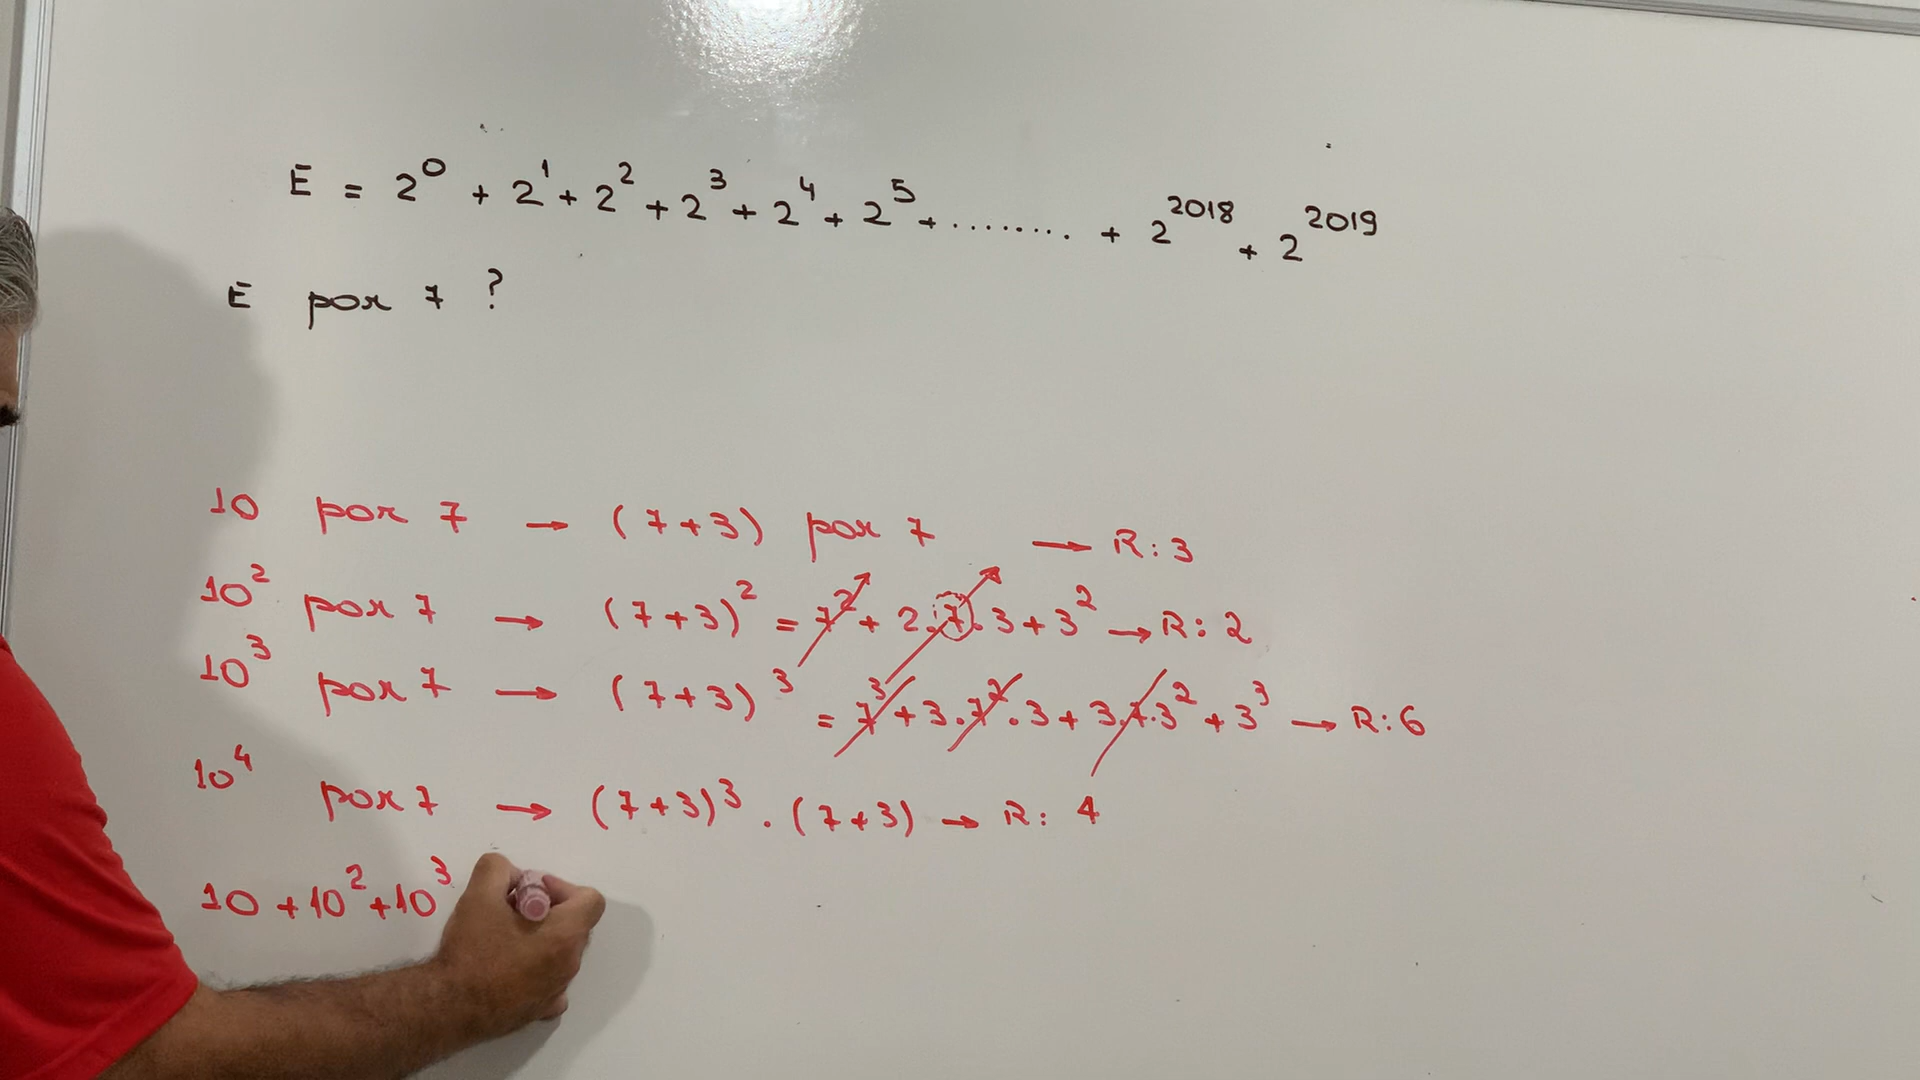 E = 2⁰ + 2¹ + 2² + 2³ + 2⁴ + 2⁵ + ........ + 2²⁰¹⁸ + 2²⁰¹⁹
E por 7 ?
10 por 7 → (7+3) por 7 → R: 3
10² por 7 → (7+3)² = 7² + 2.7.3 + 3² → R: 2
10³ por 7 → (7+3)³ = 7³ + 3.7².3 + 3.7.3² + 3³ → R: 6
10⁴ por 7 → (7+3)³ . (7+3) → R: 4
10 + 10² + 10³